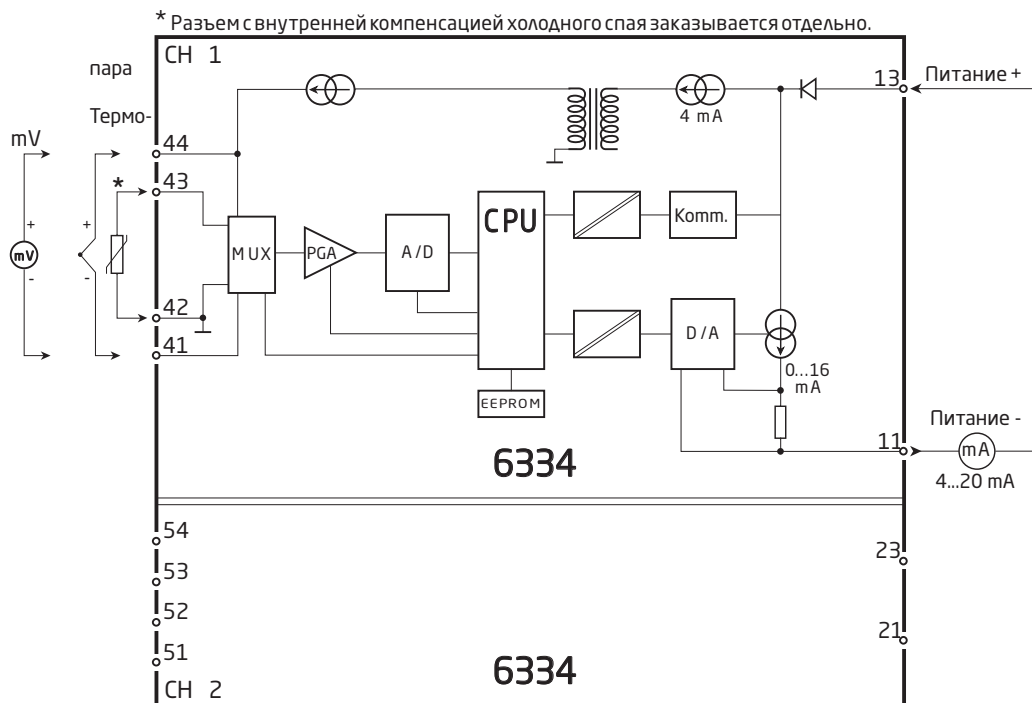 * Разъем с внутренней компенсацией холодного спая заказывается отдельно.
CH 1
пара
Термо-
mV
44
43
*
+
-
mV
+
-
42
41
MUX
PGA
A/D
CPU
EEPROM
Komm.
D/A
4 mA
0...16
mA
13
Питание +
Питание -
11
mA
4...20 mA
6334
54
53
52
51
23
21
6334
CH 2